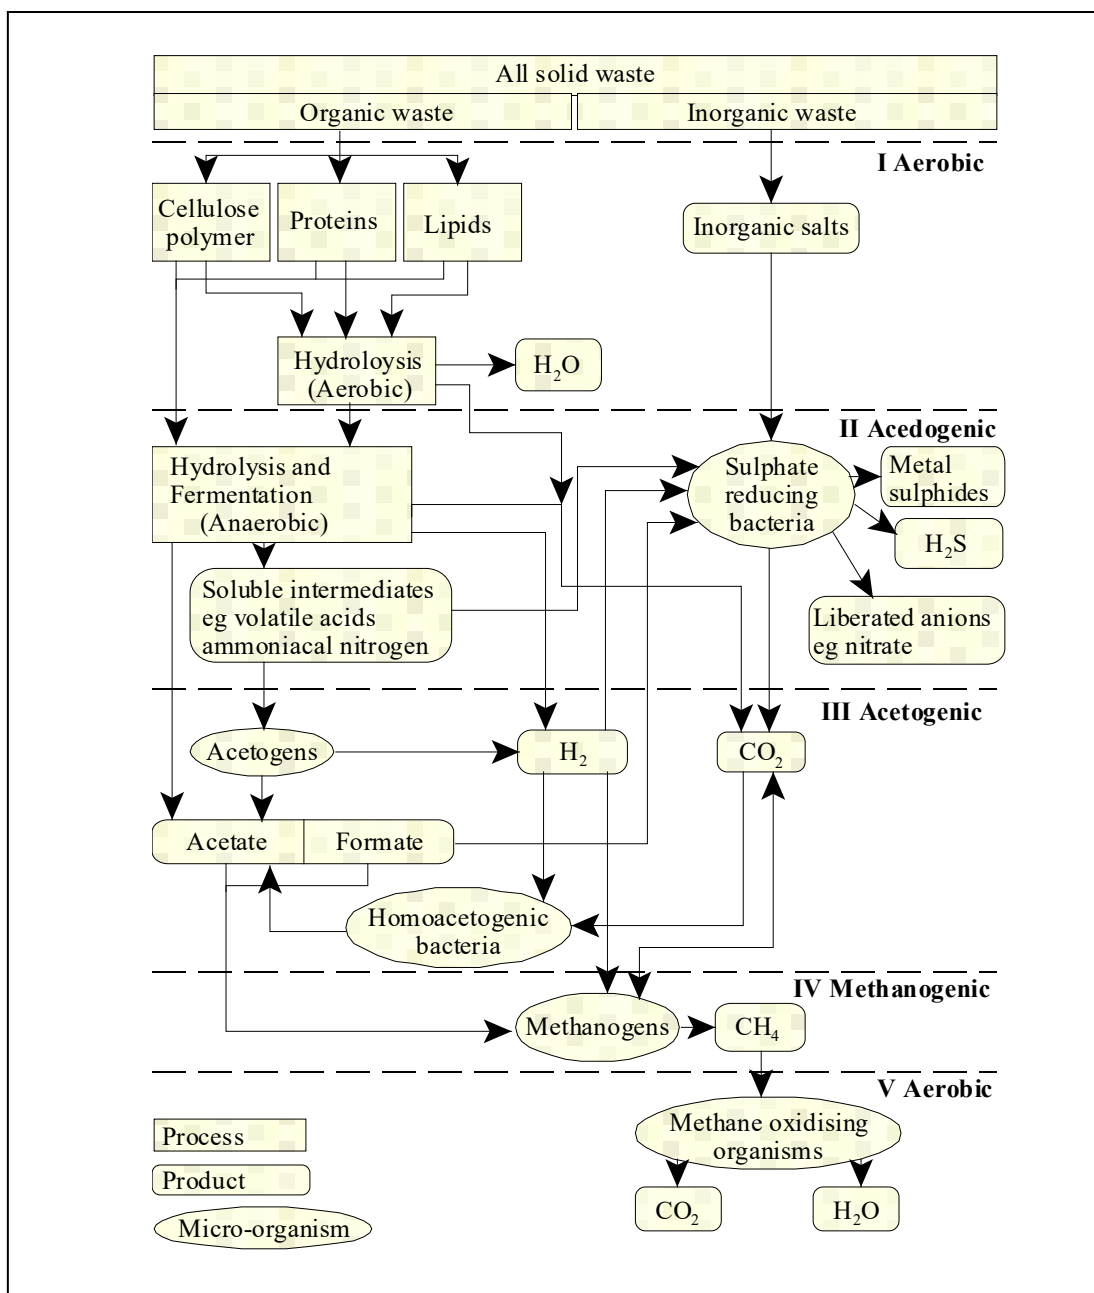 All solid waste
Organic waste
Inorganic waste
I Aerobic
Cellulose
polymer
Proteins
Lipids
Inorganic salts
Hydroloysis
(Aerobic)
H₂O
II Acedogenic
Hydrolysis and
Fermentation
(Anaerobic)
Sulphate
reducing
bacteria
Metal
sulphides
H₂S
Soluble intermediates
eg volatile acids
ammoniacal nitrogen
Liberated anions
eg nitrate
III Acetogenic
Acetogens
H₂
CO₂
Acetate
Formate
Homoacetogenic
bacteria
IV Methanogenic
Methanogens
CH₄
V Aerobic
Methane oxidising
organisms
CO₂
H₂O
Process
Product
Micro-organism